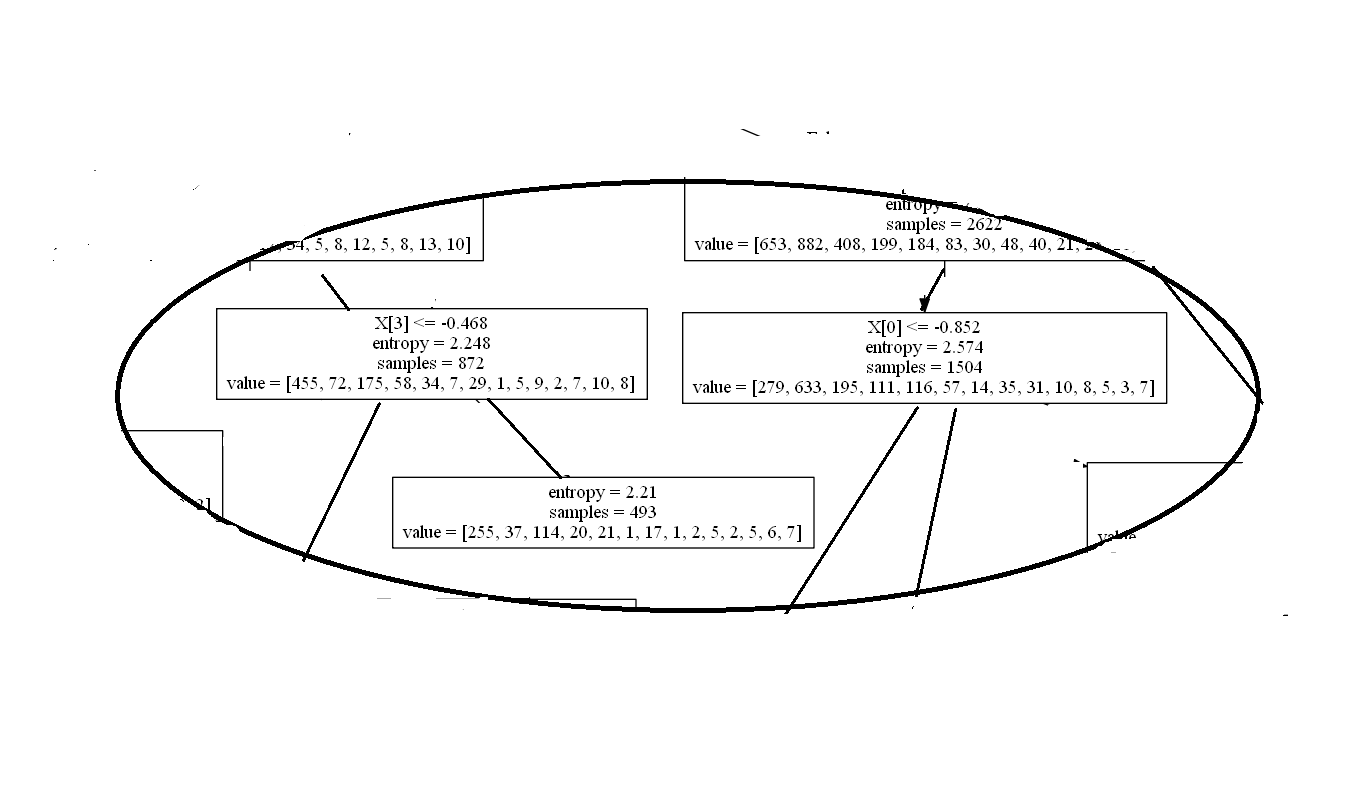 entropy =
samples = 2622
5, 8, 12, 5, 8, 13, 10]
value = [653, 882, 408, 199, 184, 83, 30, 48, 40, 21,
X[3] <= -0.468
entropy = 2.248
samples = 872
value = [455, 72, 175, 58, 34, 7, 29, 1, 5, 9, 2, 7, 10, 8]
X[0] <= -0.852
entropy = 2.574
samples = 1504
value = [279, 633, 195, 111, 116, 57, 14, 35, 31, 10, 8, 5, 3, 7]
entropy = 2.21
samples = 493
value = [255, 37, 114, 20, 21, 1, 17, 1, 2, 5, 2, 5, 6, 7]
value